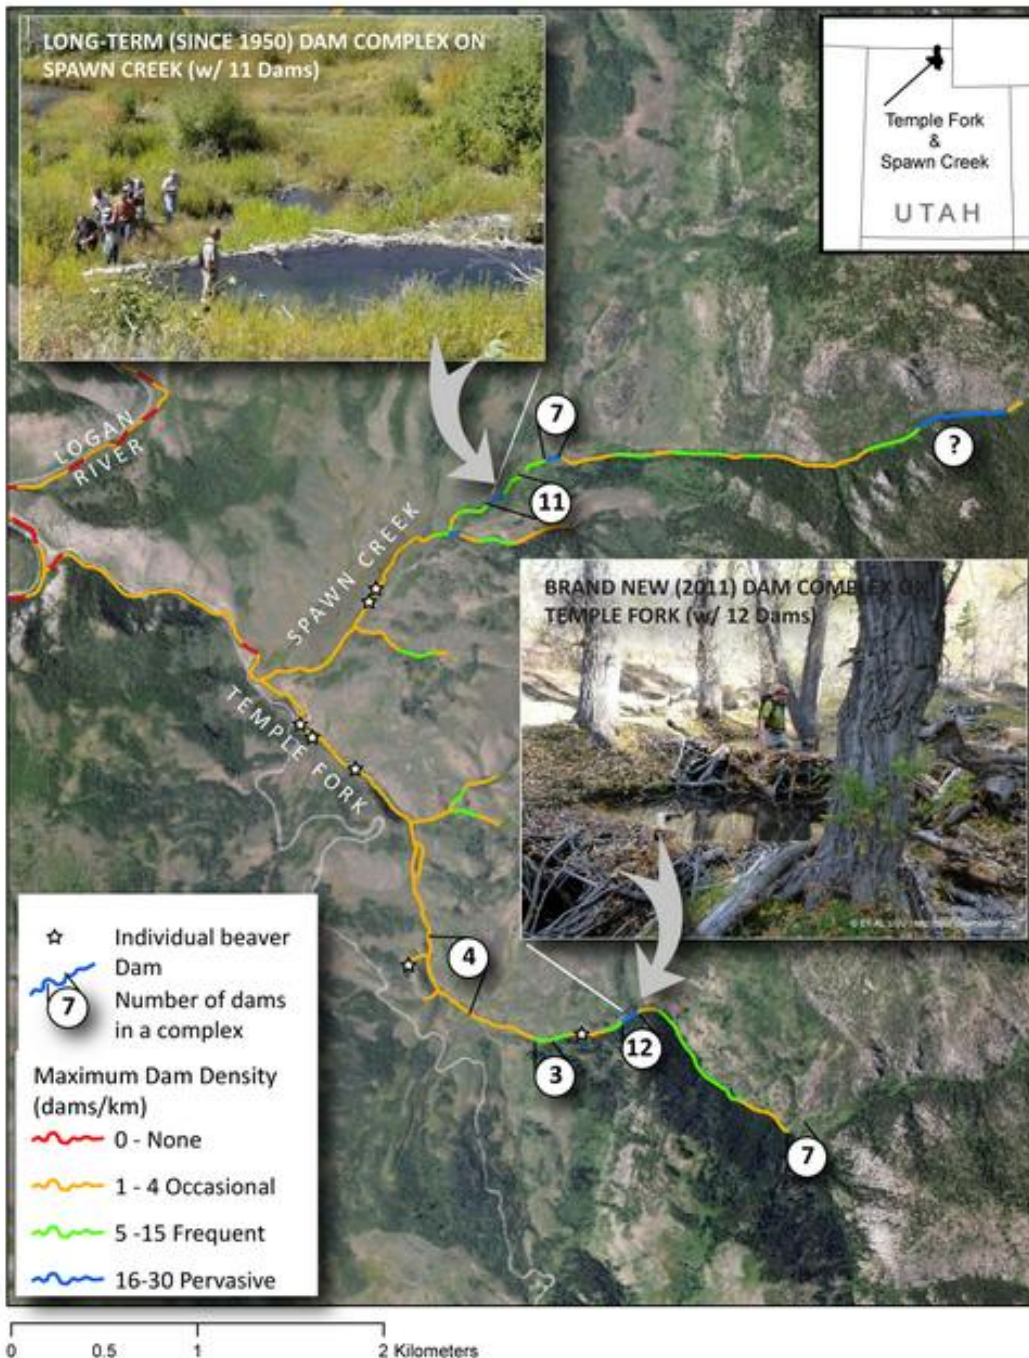 LONG-TERM (SINCE 1950) DAM COMPLEX ON
SPAWN CREEK (w/ 11 Dams)
Temple Fork
&
Spawn Creek
UTAH
7
?
11
LOGAN
RIVER
SPAWN CREEK
BRAND NEW (2011) DAM COMPLEX ON
TEMPLE FORK (w/ 12 Dams)
TEMPLE FORK
4
12
3
7
Individual beaver
Dam
7
Number of dams
in a complex
Maximum Dam Density
(dams/km)
0 - None
1 - 4 Occasional
5 -15 Frequent
16-30 Pervasive
0 0.5 1 2 Kilometers